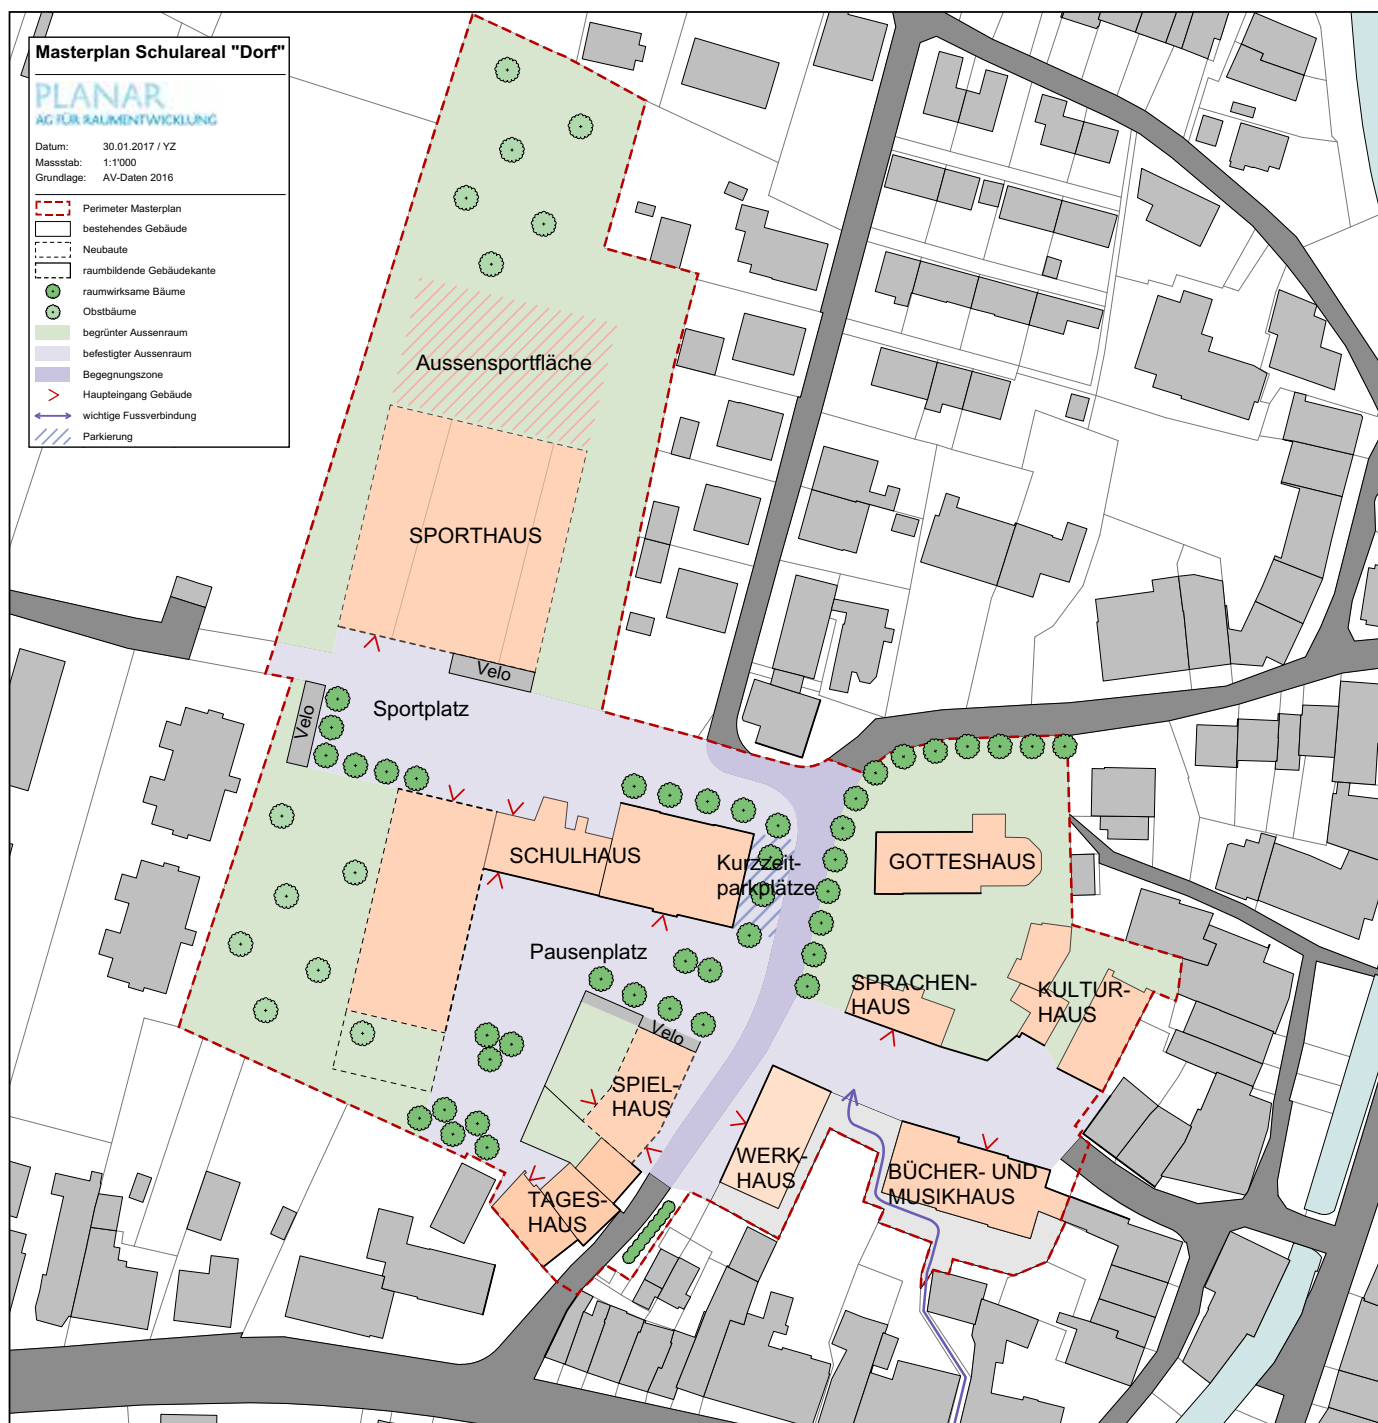 Masterplan Schulareal "Dorf"
PLANAR
AG FÜR RAUMENTWICKLUNG
Datum: 30.01.2017 / YZ
Massstab: 1:1'000
Grundlage: AV-Daten 2016
Perimeter Masterplan
bestehendes Gebäude
Neubaute
raumbildende Gebäudekante
raumwirksame Bäume
Obstbäume
begrünter Aussenraum
befestigter Aussenraum
Begegnungszone
Haupteingang Gebäude
wichtige Fussverbindung
Parkierung
Aussensportfläche
SPORTHAUS
Velo
Velo
Sportplatz
SCHULHAUS
Kurzzeit-
parkplätze
GOTTESHAUS
Pausenplatz
SPRACHEN-
HAUS
KULTUR-
HAUS
Velo
SPIEL-
HAUS
WERK-
HAUS
BÜCHER- UND
MUSIKHAUS
TAGES-
HAUS